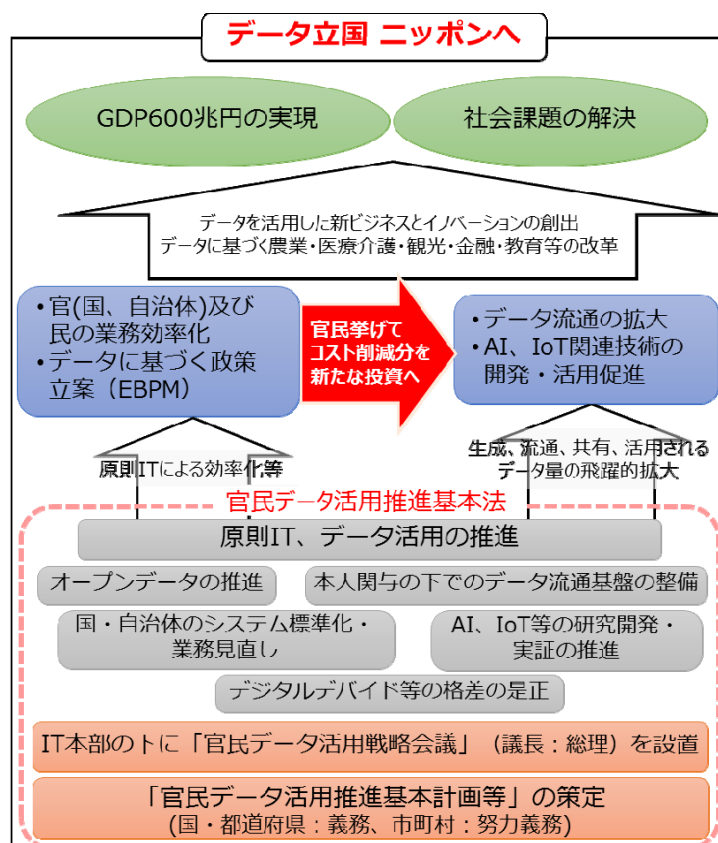 データ立国 ニッポンへ
GDP600兆円の実現
社会課題の解決
データを活用した新ビジネスとイノベーションの創出
データに基づく農業・医療介護・観光・金融・教育等の改革
・官(国、自治体)及び
民の業務効率化
・データに基づく政策
立案（EBPM）
官民挙げて
コスト削減分を
新たな投資へ
・データ流通の拡大
・AI、IoT関連技術の
開発・活用促進
原則ITによる効率化等
生成、流通、共有、活用される
データ量の飛躍的拡大
官民データ活用推進基本法
原則IT、データ活用の推進
オープンデータの推進
本人関与の下でのデータ流通基盤の整備
国・自治体のシステム標準化・
業務見直し
AI、IoT等の研究開発・
実証の推進
デジタルデバイド等の格差の是正
IT本部の下に「官民データ活用戦略会議」（議長：総理）を設置
「官民データ活用推進基本計画等」の策定
(国・都道府県：義務、市町村：努力義務)